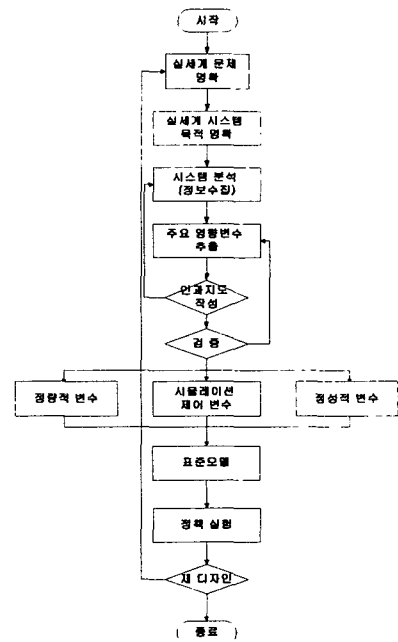 시작
실세계 문제
명확
실세계 시스템
목적 명확
시스템 분석
(정보수집)
주요 영향변수
추출
인과지도
작성
검 증
정량적 변수
시뮬레이션
제어 변수
정성적 변수
표준모델
정책 실험
재 디자인
종료